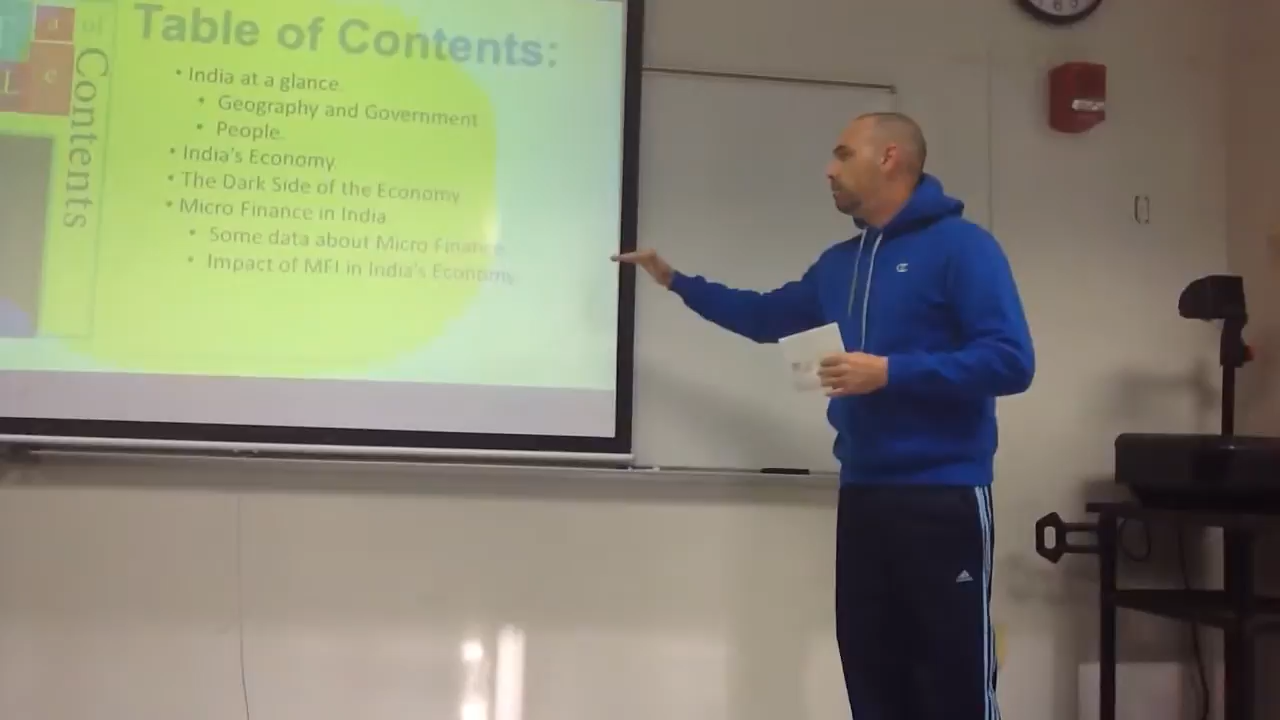 Table of Contents:
• India at a glance.
• Geography and Government
• People.
• India's Economy
• The Dark Side of the Economy
• Micro Finance in India
• Some data about Micro Finance
• Impact of MFI in India's Economy
of
Contents
a
L
e